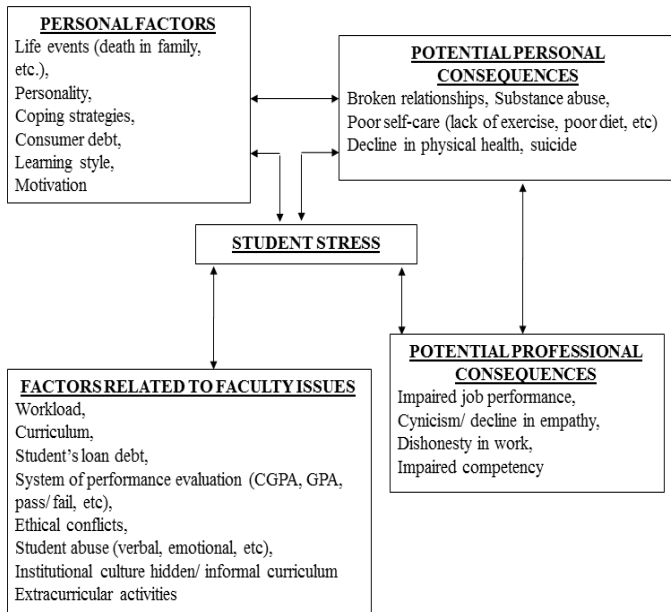 PERSONAL FACTORS
Life events (death in family,
etc.),
Personality,
Coping strategies,
Consumer debt,
Learning style,
Motivation
POTENTIAL PERSONAL
CONSEQUENCES
Broken relationships, Substance abuse,
Poor self-care (lack of exercise, poor diet, etc)
Decline in physical health, suicide
STUDENT STRESS
FACTORS RELATED TO FACULTY ISSUES
Workload,
Curriculum,
Student's loan debt,
System of performance evaluation (CGPA, GPA,
pass/ fail, etc),
Ethical conflicts,
Student abuse (verbal, emotional, etc),
Institutional culture hidden/ informal curriculum
Extracurricular activities
POTENTIAL PROFESSIONAL
CONSEQUENCES
Impaired job performance,
Cynicism/ decline in empathy,
Dishonesty in work,
Impaired competency